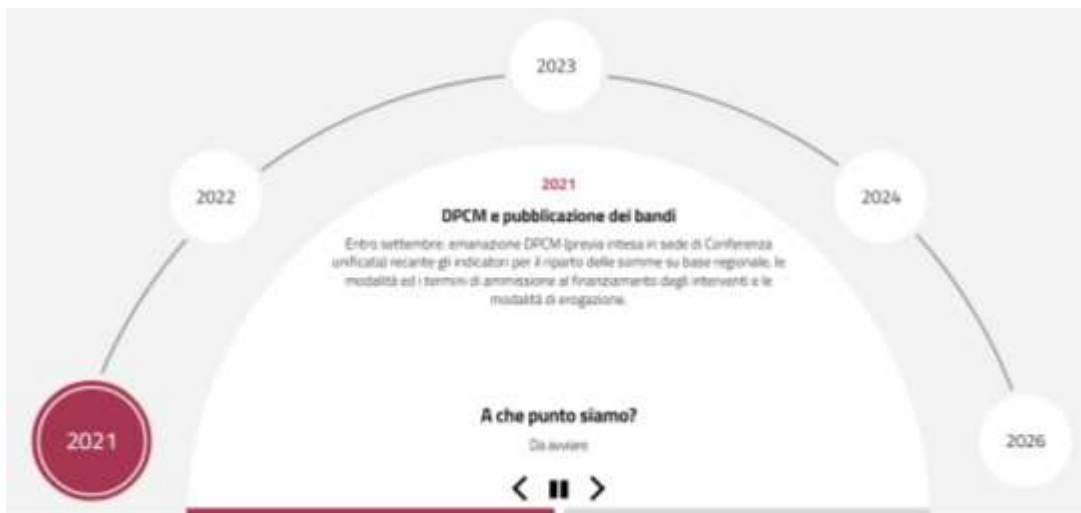 2023
2022
2024
2021
DPCM e pubblicazione dei bandi
Entro settembre: emanazione DPCM (previa intesa in sede di Conferenza
unificata) recante gli indicatori per il riparto delle somme su base regionale, le
modalità ed i termini di ammissione al finanziamento degli interventi e le
modalità di erogazione.
A che punto siamo?
Da avviare
2021
2026